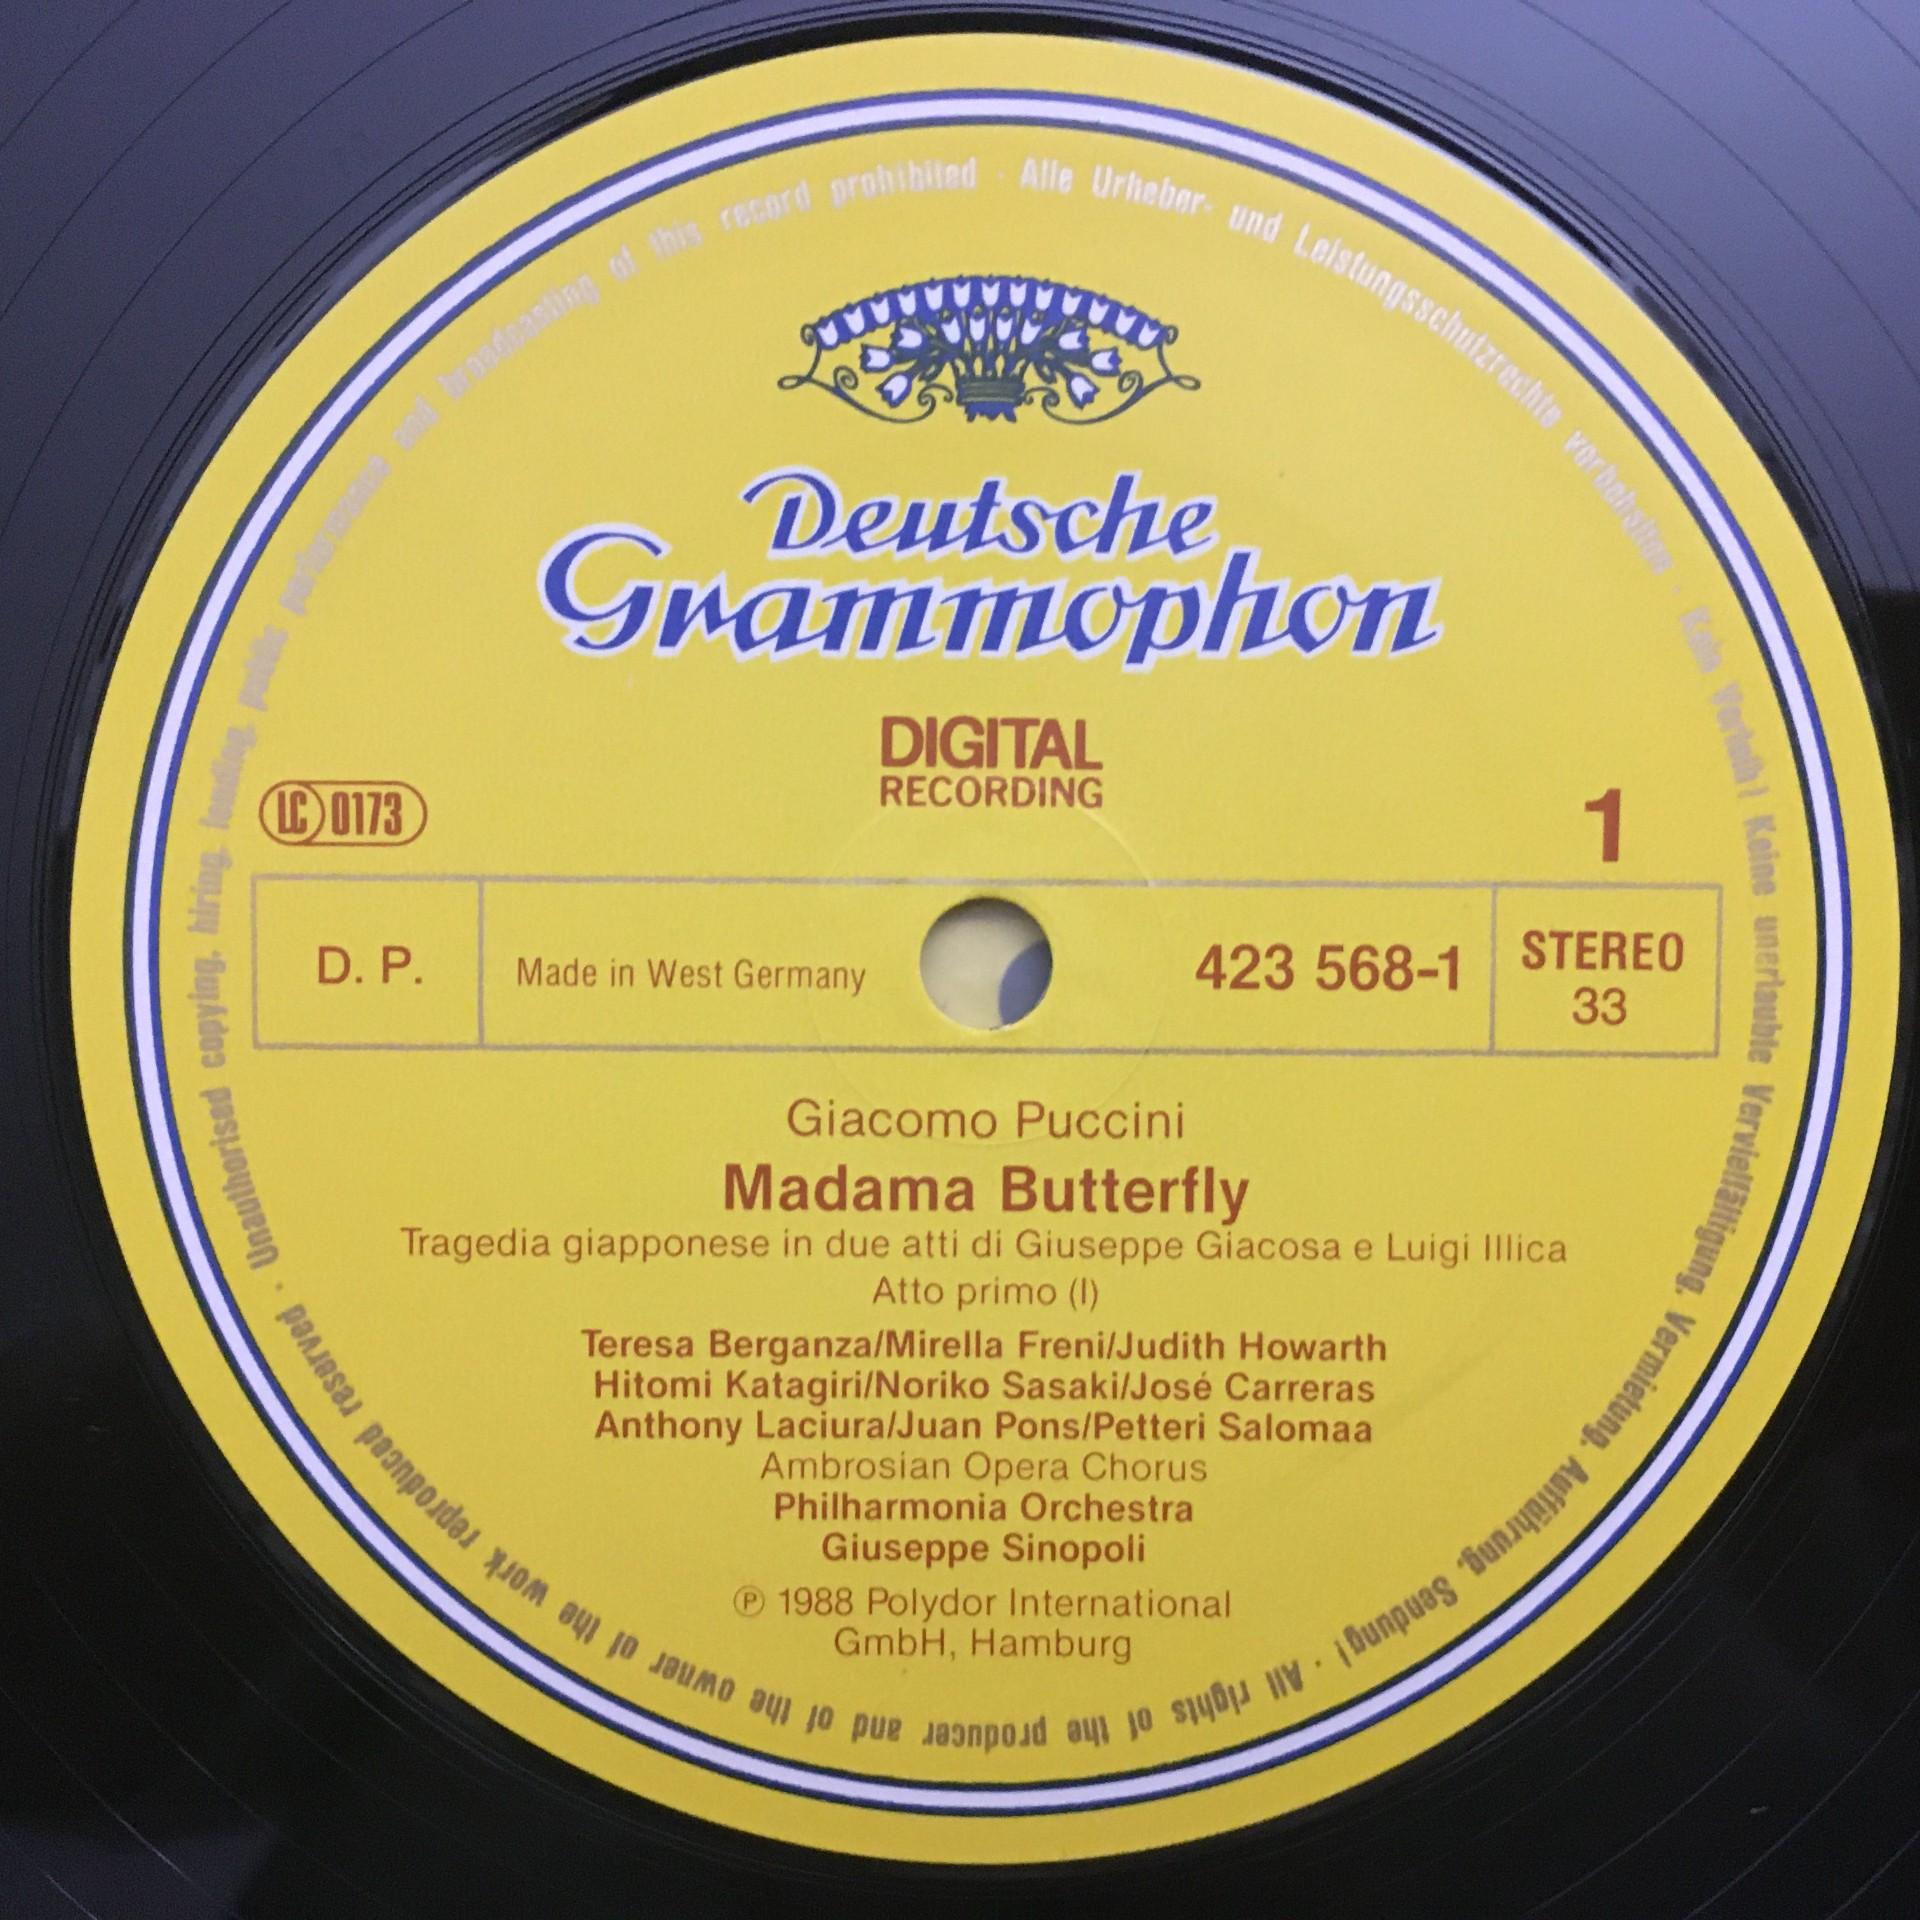 Deutsche
Grammophon
DIGITAL
RECORDING
LC 0173
1
D. P.
Made in West Germany
423 568-1
STEREO
33
Giacomo Puccini
Madama Butterfly
Tragedia giapponese in due atti di Giuseppe Giacosa e Luigi Illica
Atto primo (I)
Teresa Berganza/Mirella Freni/Judith Howarth
Hitomi Katagiri/Noriko Sasaki/José Carreras
Anthony Laciura/Juan Pons/Petteri Salomaa
Ambrosian Opera Chorus
Philharmonia Orchestra
Giuseppe Sinopoli
℗ 1988 Polydor International
GmbH, Hamburg
Alle Urheber- und Leistungsschutzrechte vorbehalten · Kein Verleih! Keine unerlaubte Vervielfältigung, Vermietung, Aufführung, Sendung! · All rights of the producer and of the owner of the work reproduced reserved · Unauthorised copying, hiring, lending, public performance and broadcasting of this record prohibited ·